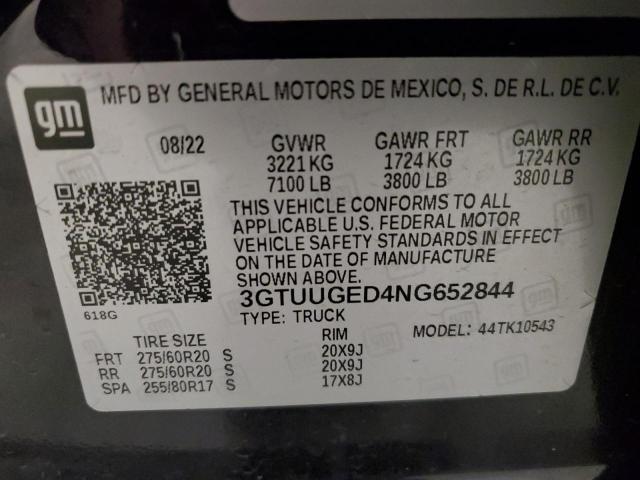 gm
MFD BY GENERAL MOTORS DE MEXICO, S. DE R.L. DE C.V.
08/22 GVWR GAWR FRT GAWR RR
3221 KG 1724 KG 1724 KG
7100 LB 3800 LB 3800 LB
THIS VEHICLE CONFORMS TO ALL
APPLICABLE U.S. FEDERAL MOTOR
VEHICLE SAFETY STANDARDS IN EFFECT
ON THE DATE OF MANUFACTURE
SHOWN ABOVE.
3GTUUGED4NG652844
618G
TYPE: TRUCK MODEL: 44TK10543
TIRE SIZE RIM
FRT 275/60R20 S 20X9J
RR 275/60R20 S 20X9J
SPA 255/80R17 S 17X8J